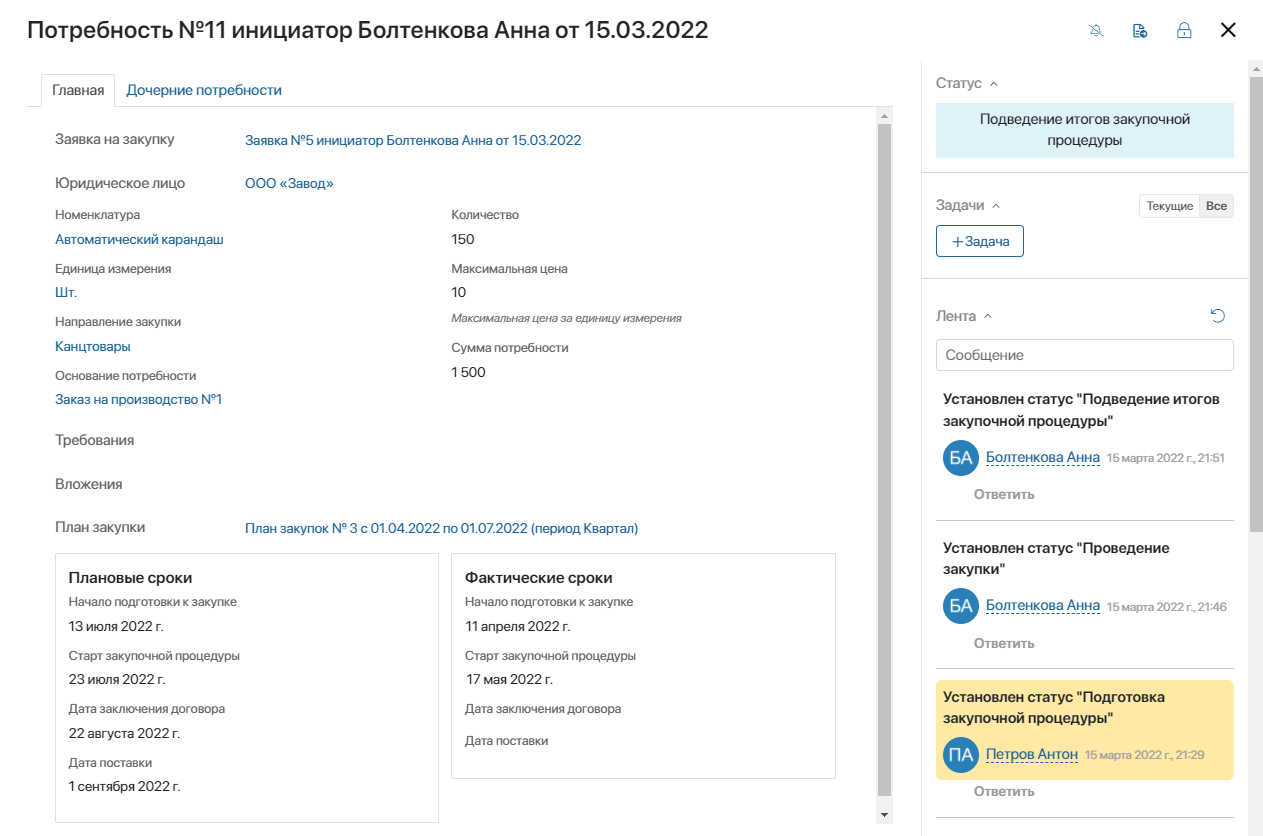 Потребность №11 инициатор Болтенкова Анна от 15.03.2022
Главная
Дочерние потребности
Заявка на закупку
Заявка №5 инициатор Болтенкова Анна от 15.03.2022
Юридическое лицо
ООО «Завод»
Номенклатура
Автоматический карандаш
Единица измерения
Шт.
Направление закупки
Канцтовары
Основание потребности
Заказ на производство №1
Количество
150
Максимальная цена
10
Максимальная цена за единицу измерения
Сумма потребности
1 500
Требования
Вложения
План закупки
План закупок № 3 с 01.04.2022 по 01.07.2022 (период Квартал)
Плановые сроки
Начало подготовки к закупке
13 июля 2022 г.
Старт закупочной процедуры
23 июля 2022 г.
Дата заключения договора
22 августа 2022 г.
Дата поставки
1 сентября 2022 г.
Фактические сроки
Начало подготовки к закупке
11 апреля 2022 г.
Старт закупочной процедуры
17 мая 2022 г.
Дата заключения договора
Дата поставки
Статус
Подведение итогов закупочной
процедуры
Задачи
Текущие
Все
+Задача
Лента
Сообщение
Установлен статус "Подведение итогов
закупочной процедуры"
БА
Болтенкова Анна 15 марта 2022 г., 21:51
Ответить
Установлен статус "Проведение
закупки"
БА
Болтенкова Анна 15 марта 2022 г., 21:46
Ответить
Установлен статус "Подготовка
закупочной процедуры"
ПА
Петров Антон 15 марта 2022 г., 21:29
Ответить